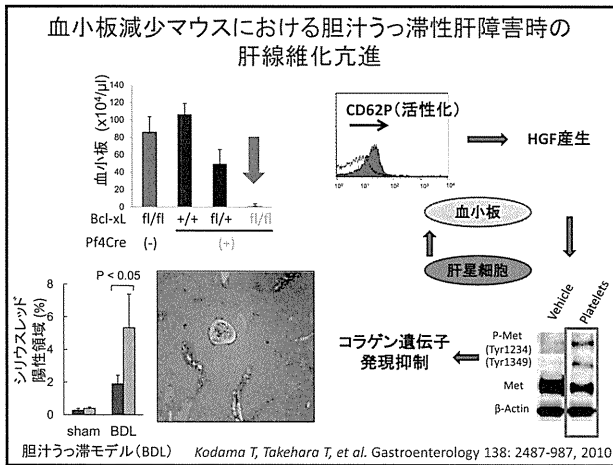 血小板減少マウスにおける胆汁うっ滞性肝障害時の
肝線維化亢進
血小板 (x10⁴/μl)
120
100
80
60
40
20
0
Bcl-xL fl/fl +/+ fl/+ fl/fl
Pf4Cre (-) (+)
CD62P(活性化)
10⁰ 10¹ 10² 10³ 10⁴
HGF産生
血小板
肝星細胞
シリウスレッド
陽性領域(%)
8
6
4
2
0
P < 0.05
sham BDL
胆汁うっ滞モデル(BDL)
コラゲン遺伝子
発現抑制
Vehicle
Platelets
P-Met
(Tyr1234)
(Tyr1349)
Met
β-Actin
Kodama T, Takehara T, et al. Gastroenterology 138: 2487-987, 2010